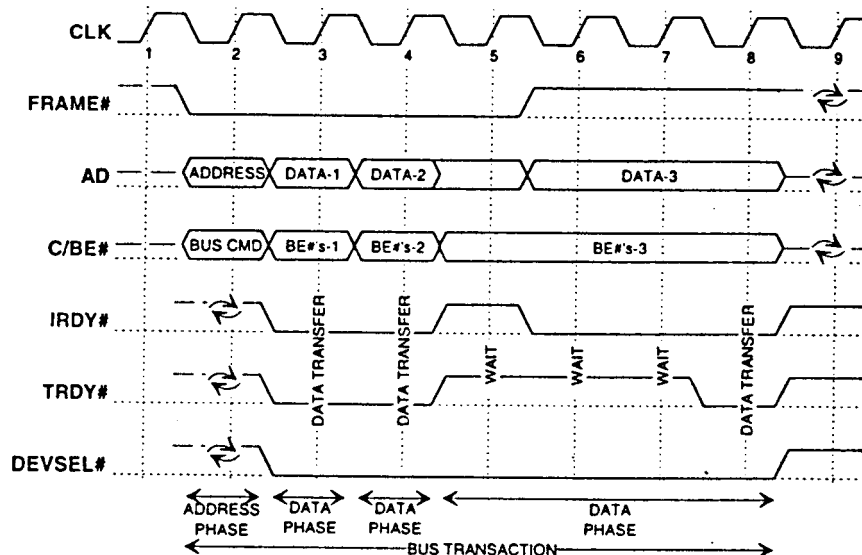 CLK
1 2 3 4 5 6 7 8 9
FRAME#
AD
ADDRESS DATA-1 DATA-2 DATA-3
C/BE#
BUS CMD BE#'s-1 BE#'s-2 BE#'s-3
IRDY#
TRDY#
DATA TRANSFER
DATA TRANSFER
WAIT
WAIT
WAIT
DATA TRANSFER
DEVSEL#
ADDRESS PHASE
DATA PHASE
DATA PHASE
DATA PHASE
BUS TRANSACTION